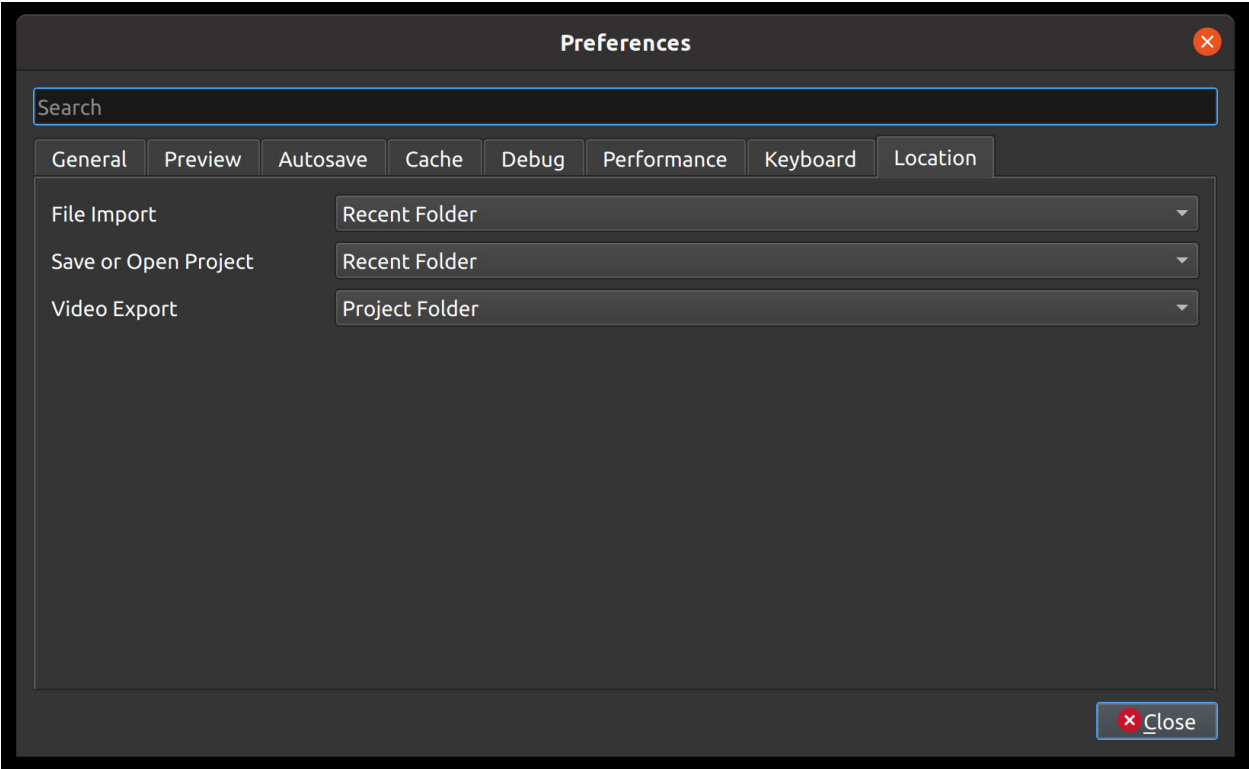 Preferences
Search
General Preview Autosave Cache Debug Performance Keyboard Location
File Import Recent Folder
Save or Open Project Recent Folder
Video Export Project Folder
Close